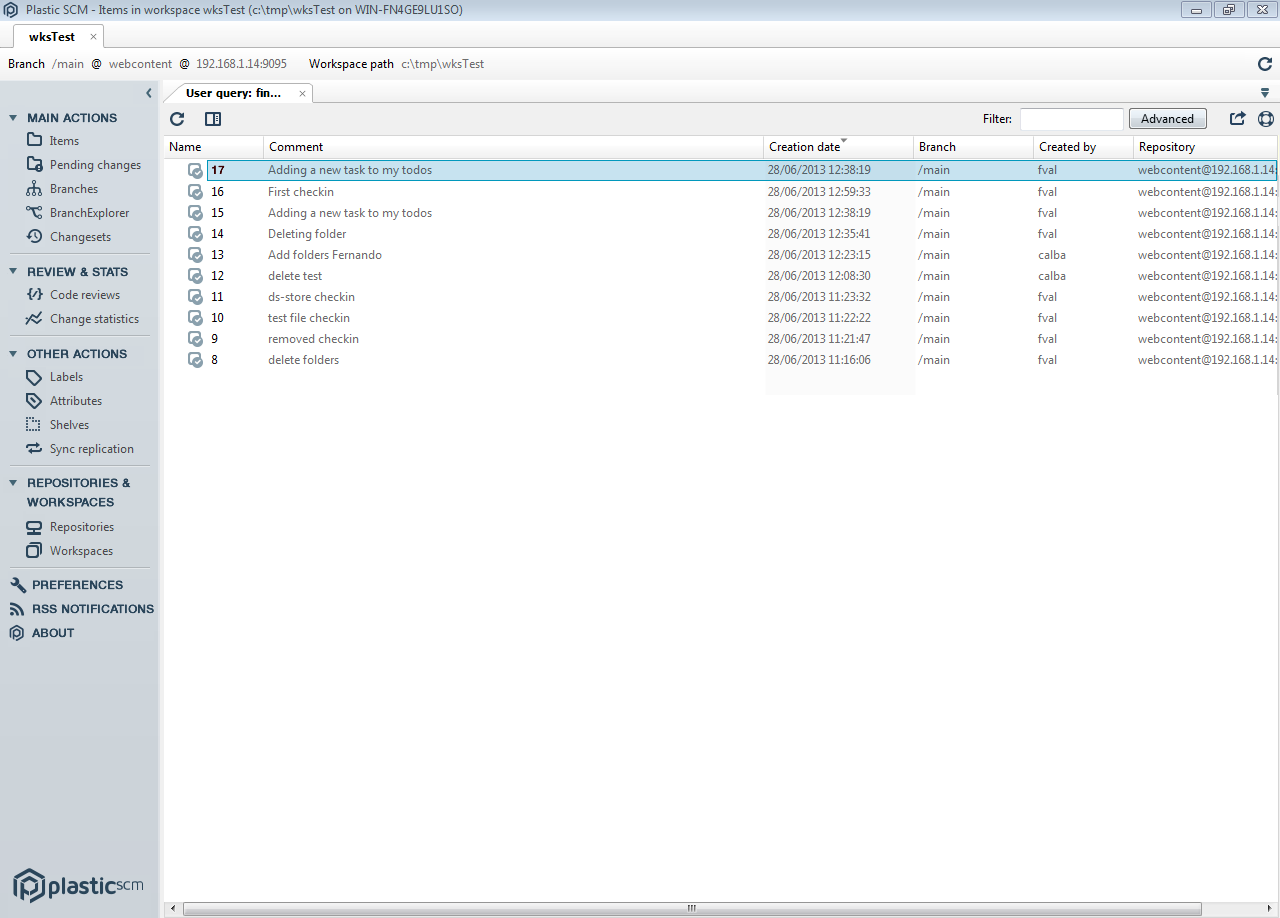 Plastic SCM - Items in workspace wksTest (c:\tmp\wksTest on WIN-FN4GE9LU1SO)
wksTest
Branch /main @ webcontent @ 192.168.1.14:9095 Workspace path c:\tmp\wksTest
User query: fin...
MAIN ACTIONS
Items
Pending changes
Branches
BranchExplorer
Changesets
REVIEW & STATS
Code reviews
Change statistics
OTHER ACTIONS
Labels
Attributes
Shelves
Sync replication
REPOSITORIES &
WORKSPACES
Repositories
Workspaces
PREFERENCES
RSS NOTIFICATIONS
ABOUT
plasticscm
Filter: Advanced
Name Comment Creation date Branch Created by Repository
17 Adding a new task to my todos 28/06/2013 12:38:19 /main fval webcontent@192.168.1.14:
16 First checkin 28/06/2013 12:59:33 /main fval webcontent@192.168.1.14:
15 Adding a new task to my todos 28/06/2013 12:38:19 /main fval webcontent@192.168.1.14:
14 Deleting folder 28/06/2013 12:35:41 /main fval webcontent@192.168.1.14:
13 Add folders Fernando 28/06/2013 12:23:15 /main calba webcontent@192.168.1.14:
12 delete test 28/06/2013 12:08:30 /main calba webcontent@192.168.1.14:
11 ds-store checkin 28/06/2013 11:23:32 /main fval webcontent@192.168.1.14:
10 test file checkin 28/06/2013 11:22:22 /main fval webcontent@192.168.1.14:
9 removed checkin 28/06/2013 11:21:47 /main fval webcontent@192.168.1.14:
8 delete folders 28/06/2013 11:16:06 /main fval webcontent@192.168.1.14: